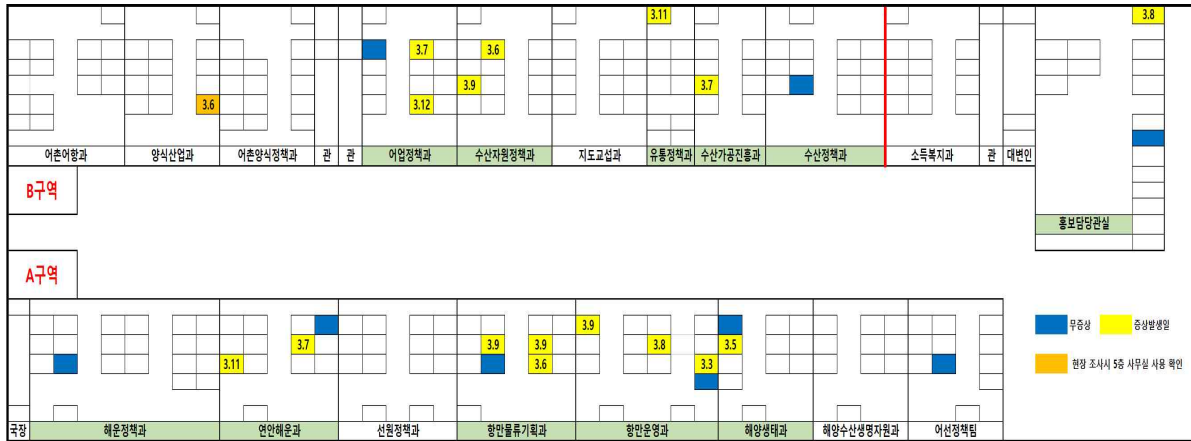 3.11 3.8
3.7 3.6
3.9 3.7
3.6 3.12
어촌어항과 양식산업과 어촌양식정책과 관 관 어업정책과 수산자원정책과 지도교섭과 유통정책과 수산가공진흥과 수산정책과 소득복지과 관 대변인
B구역
홍보담당관실
A구역
3.9
무증상 증상발생일
3.7 3.9 3.9 3.8 3.5
3.11 3.6 3.3
현장 조사시 5층 사무실 사용 확인
국장 해운정책과 연안해운과 선원정책과 항만물류기획과 항만운영과 해양생태과 해양수산생명자원과 어선정책팀